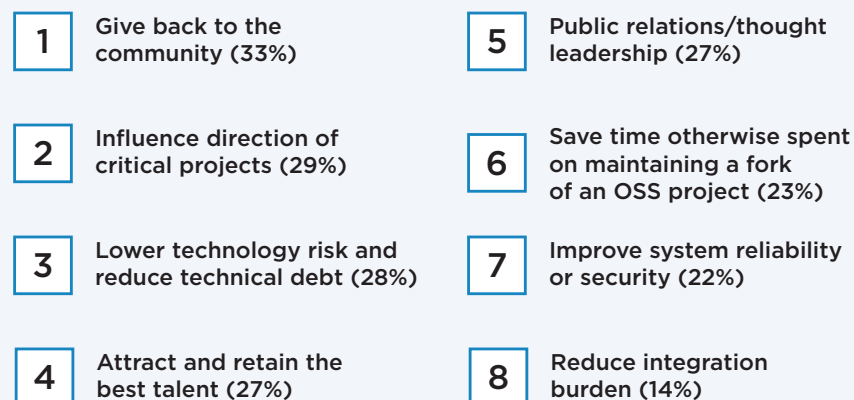 1
Give back to the
community (33%)
2
Influence direction of
critical projects (29%)
3
Lower technology risk and
reduce technical debt (28%)
4
Attract and retain the
best talent (27%)
5
Public relations/thought
leadership (27%)
6
Save time otherwise spent
on maintaining a fork
of an OSS project (23%)
7
Improve system reliability
or security (22%)
8
Reduce integration
burden (14%)